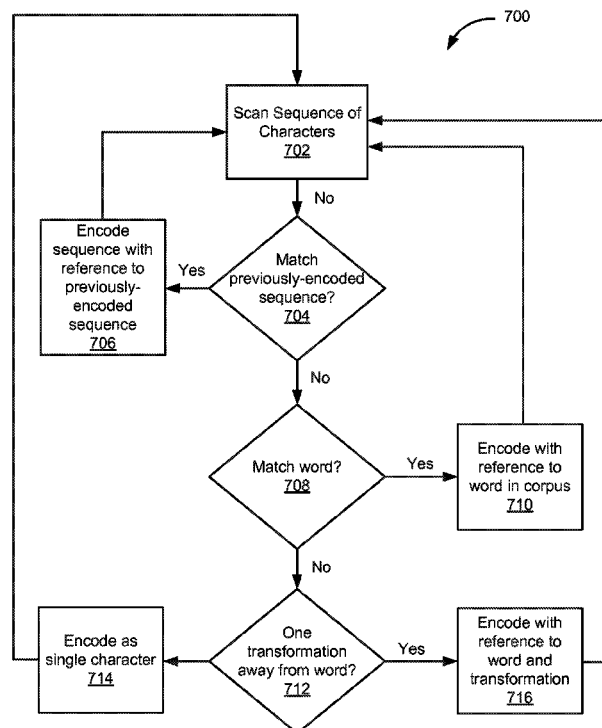 700
Scan Sequence of
Characters
702
No
Encode
sequence with
reference to
previously-
encoded
sequence
706
Yes
Match
previously-encoded
sequence?
704
No
Match word?
708
Yes
Encode with
reference to
word in corpus
710
No
Encode as
single character
714
One
transformation
away from word?
712
Yes
Encode with
reference to
word and
transformation
716